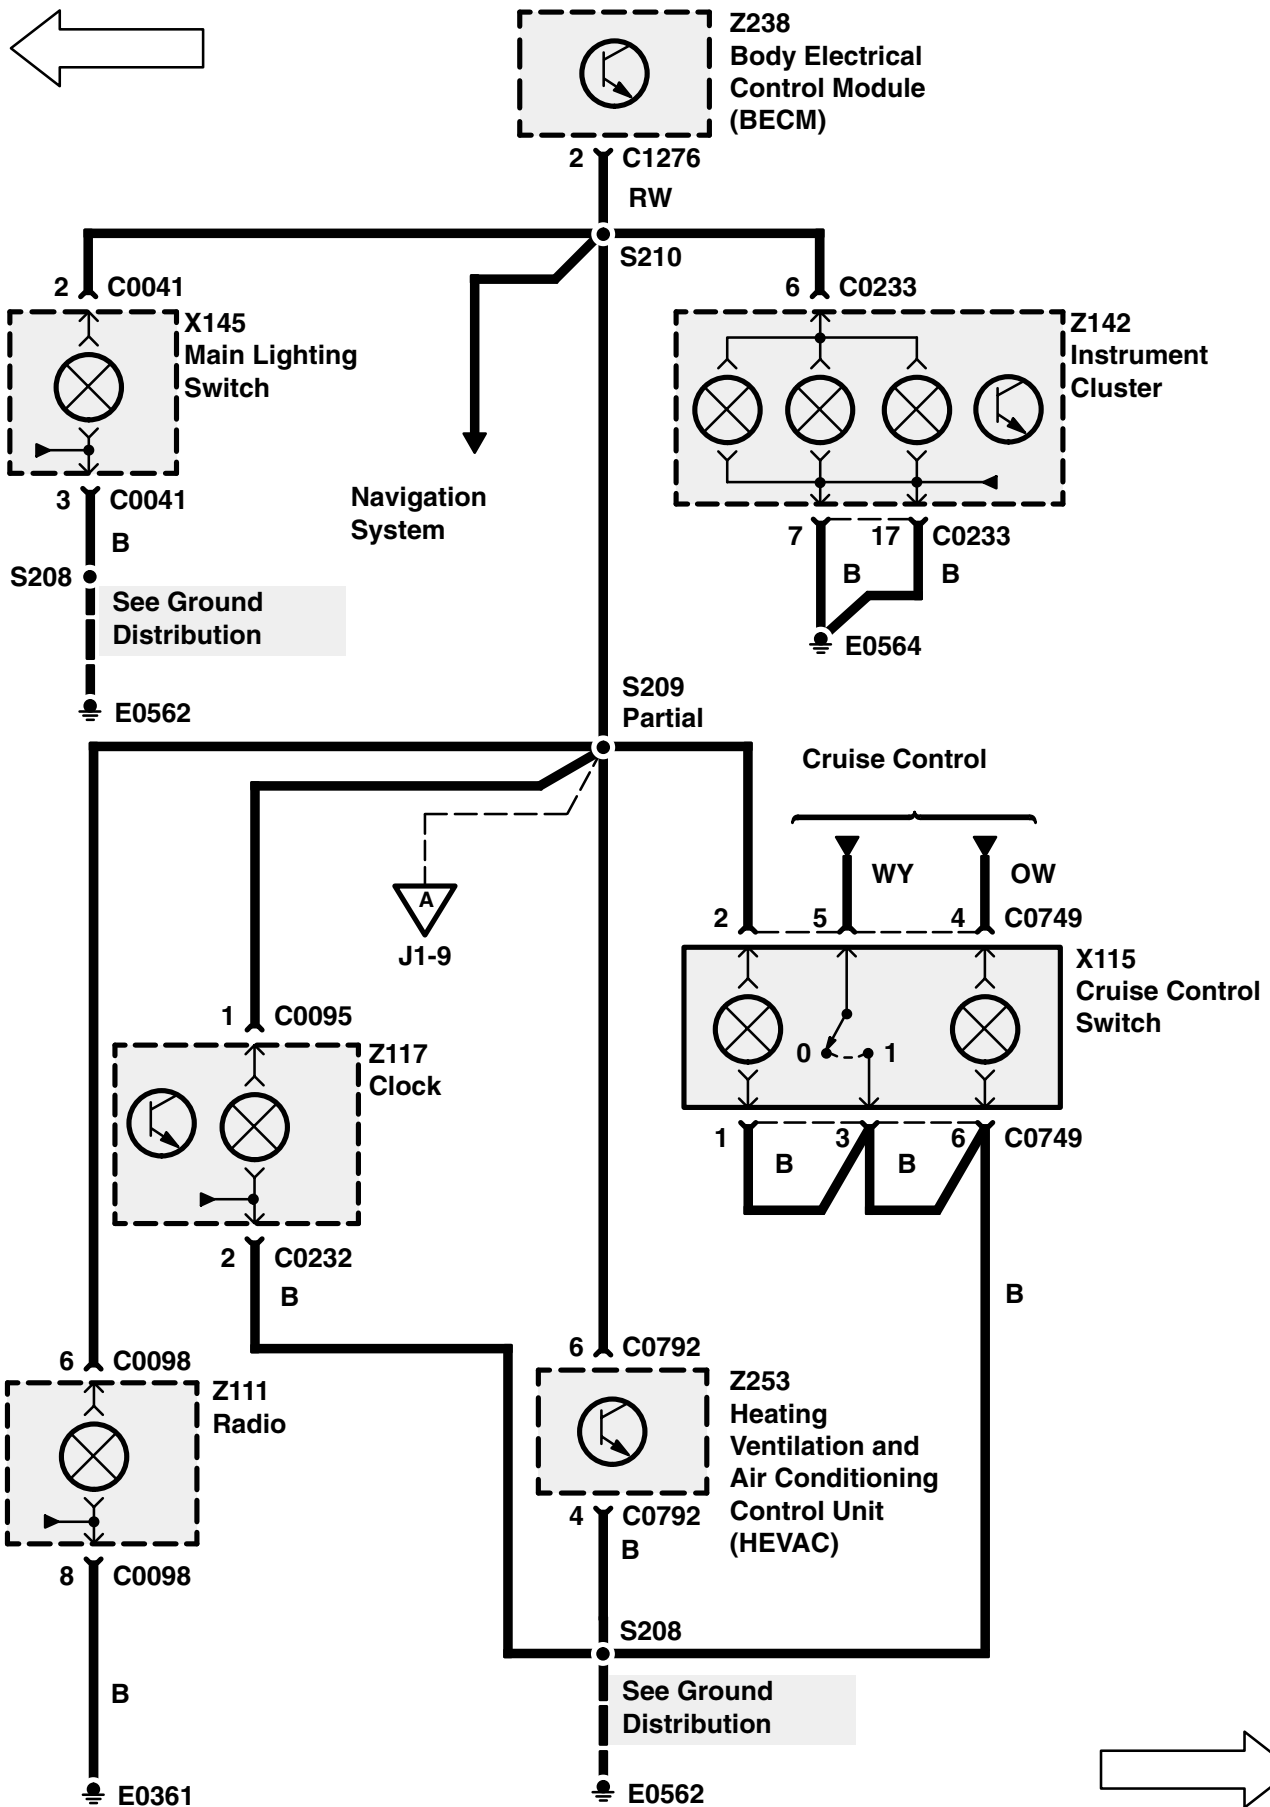 Z238
Body Electrical
Control Module
(BECM)
2 C1276
RW
S210
2 C0041
X145
Main Lighting
Switch
3 C0041
B
S208
See Ground
Distribution
E0562
Navigation
System
6 C0233
Z142
Instrument
Cluster
7 17 C0233
B B
E0564
S209
Partial
Cruise Control
WY OW
2 5 4 C0749
X115
Cruise Control
Switch
0 1
1 3 6 C0749
B B
B
A
J1-9
1 C0095
Z117
Clock
2 C0232
B
6 C0098
Z111
Radio
8 C0098
B
E0361
6 C0792
Z253
Heating
Ventilation and
Air Conditioning
Control Unit
(HEVAC)
4 C0792
B
S208
See Ground
Distribution
E0562